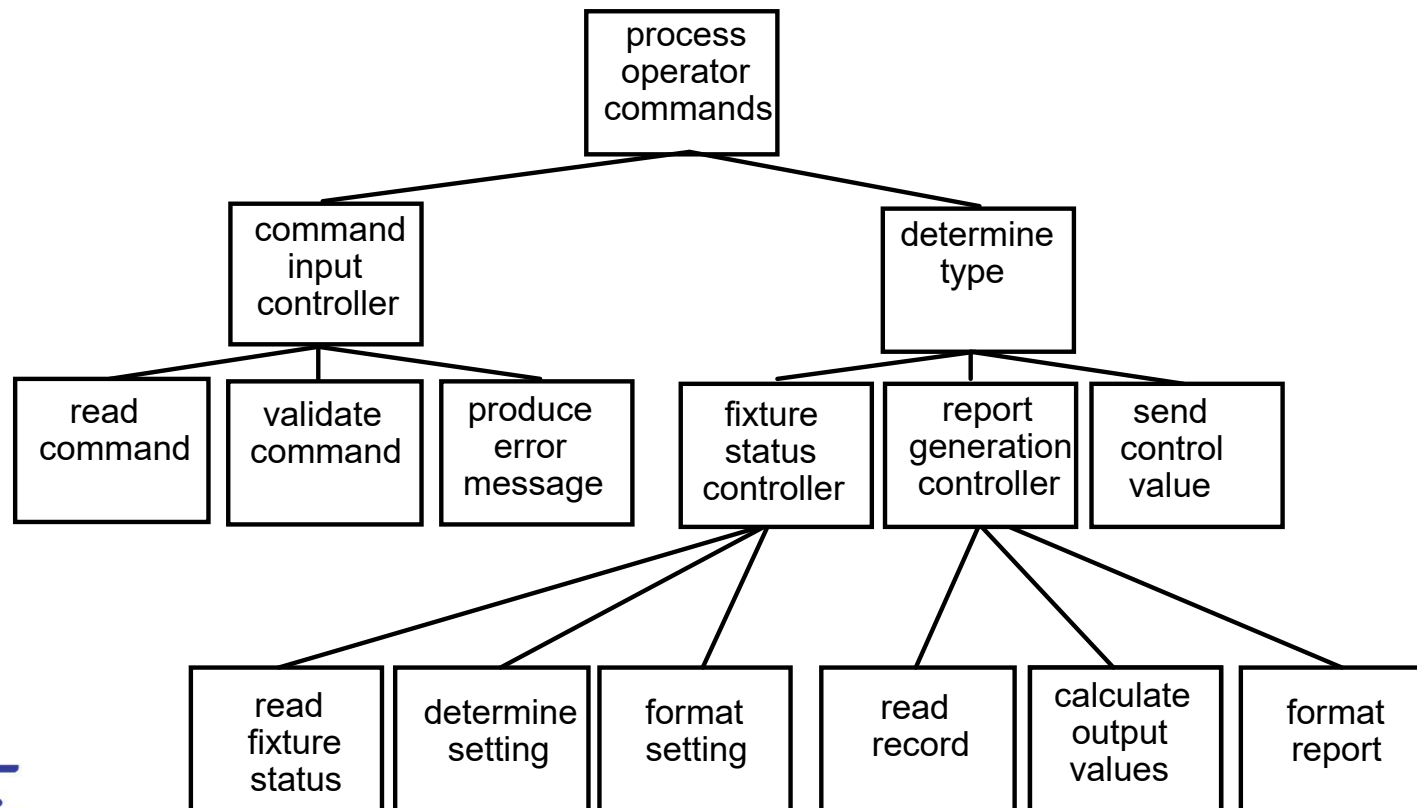 process
operator
commands
command
input
controller
determine
type
read
command
validate
command
produce
error
message
fixture
status
controller
report
generation
controller
send
control
value
read
fixture
status
determine
setting
format
setting
read
record
calculate
output
values
format
report